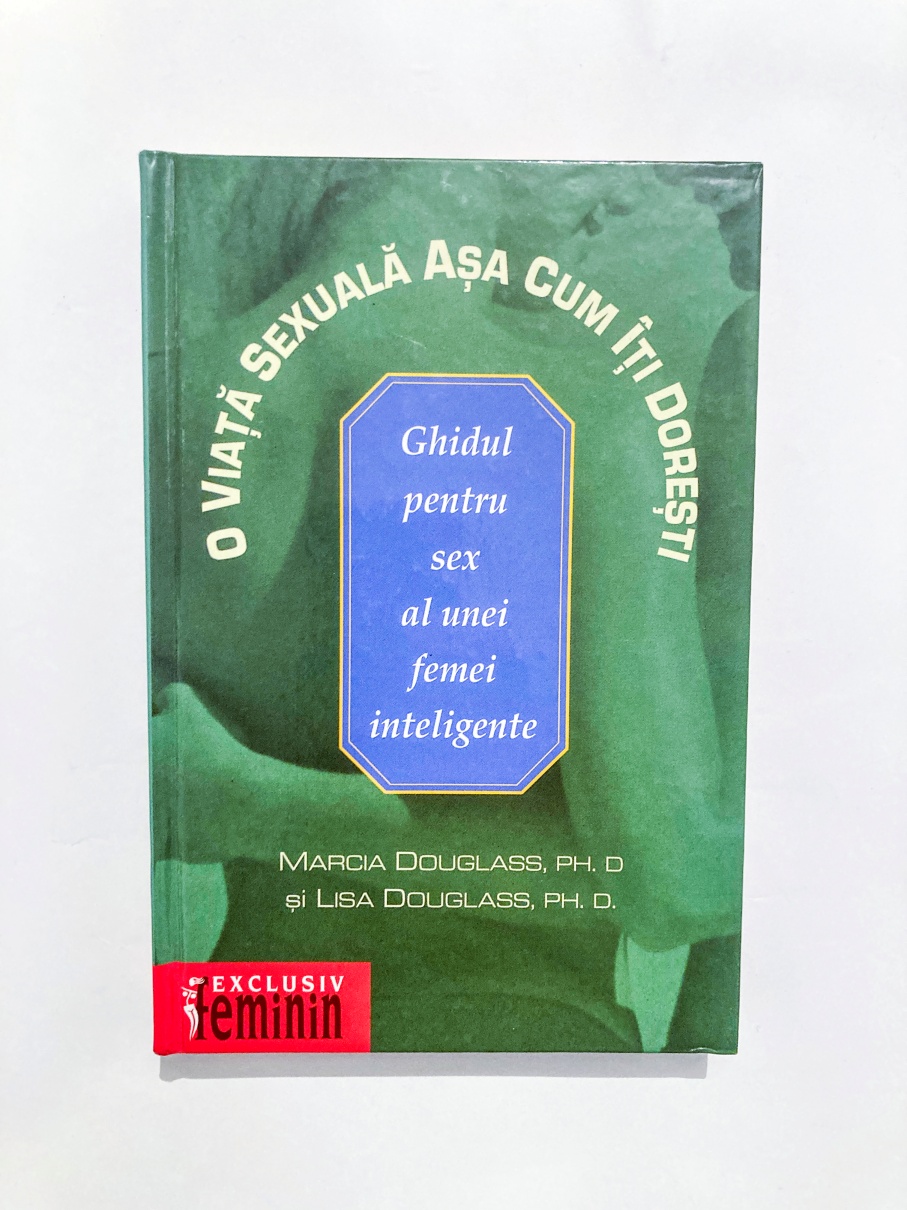 O Viață Sexuală Așa Cum Îți Dorești
Ghidul
pentru
sex
al unei
femei
inteligente
MARCIA DOUGLASS, PH. D
și LISA DOUGLASS, PH. D.
EXCLUSIV
feminin